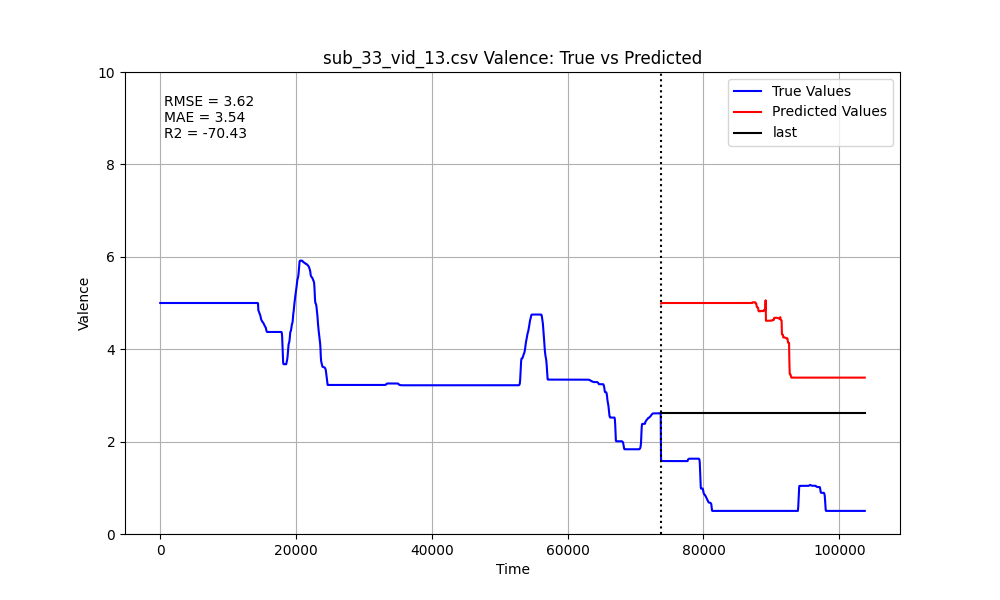 sub_33_vid_13.csv Valence: True vs Predicted
RMSE = 3.62
MAE = 3.54
R2 = -70.43
True Values
Predicted Values
last
Valence
10
8
6
4
2
0
0 20000 40000 60000 80000 100000
Time